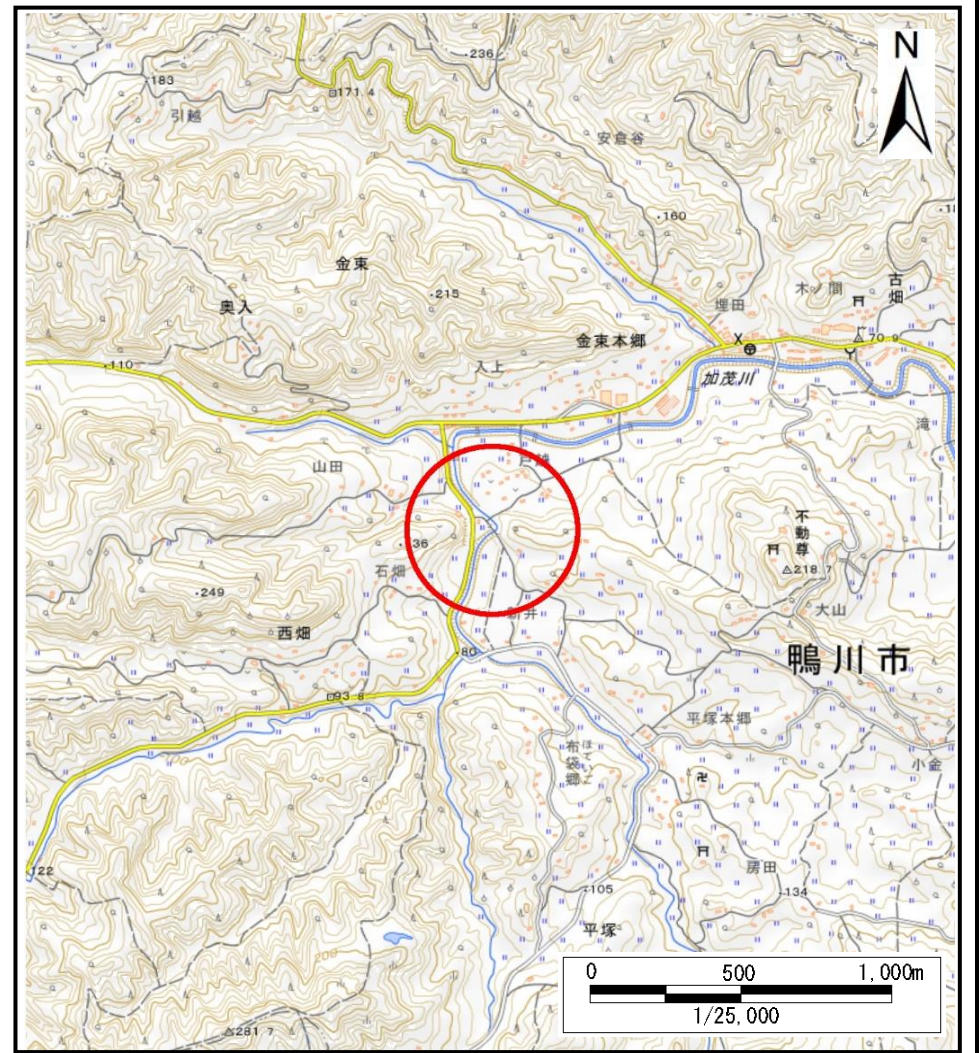 N
236
183
171.4
引越
安倉谷
160
金束
215
奥入
木ノ間
古畑
埋田
金束本郷
70.9
110
入上
加茂川
滝
山田
戸越
不動尊
136
石畑
218.7
249
大山
西畑
新井
鴨川市
80
93.8
平塚本郷
布袋郷
小金
122
房田
105
134
平塚
281.7
0 500 1,000m
1/25,000